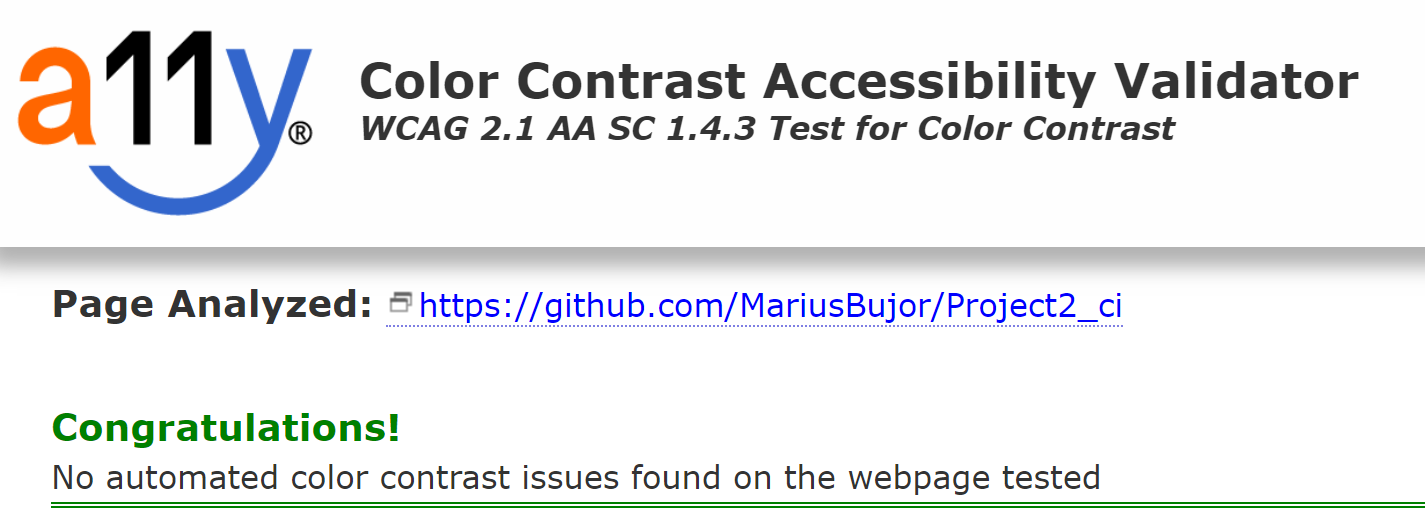 a11y®
Color Contrast Accessibility Validator
WCAG 2.1 AA SC 1.4.3 Test for Color Contrast
Page Analyzed: https://github.com/MariusBujor/Project2_ci
Congratulations!
No automated color contrast issues found on the webpage tested